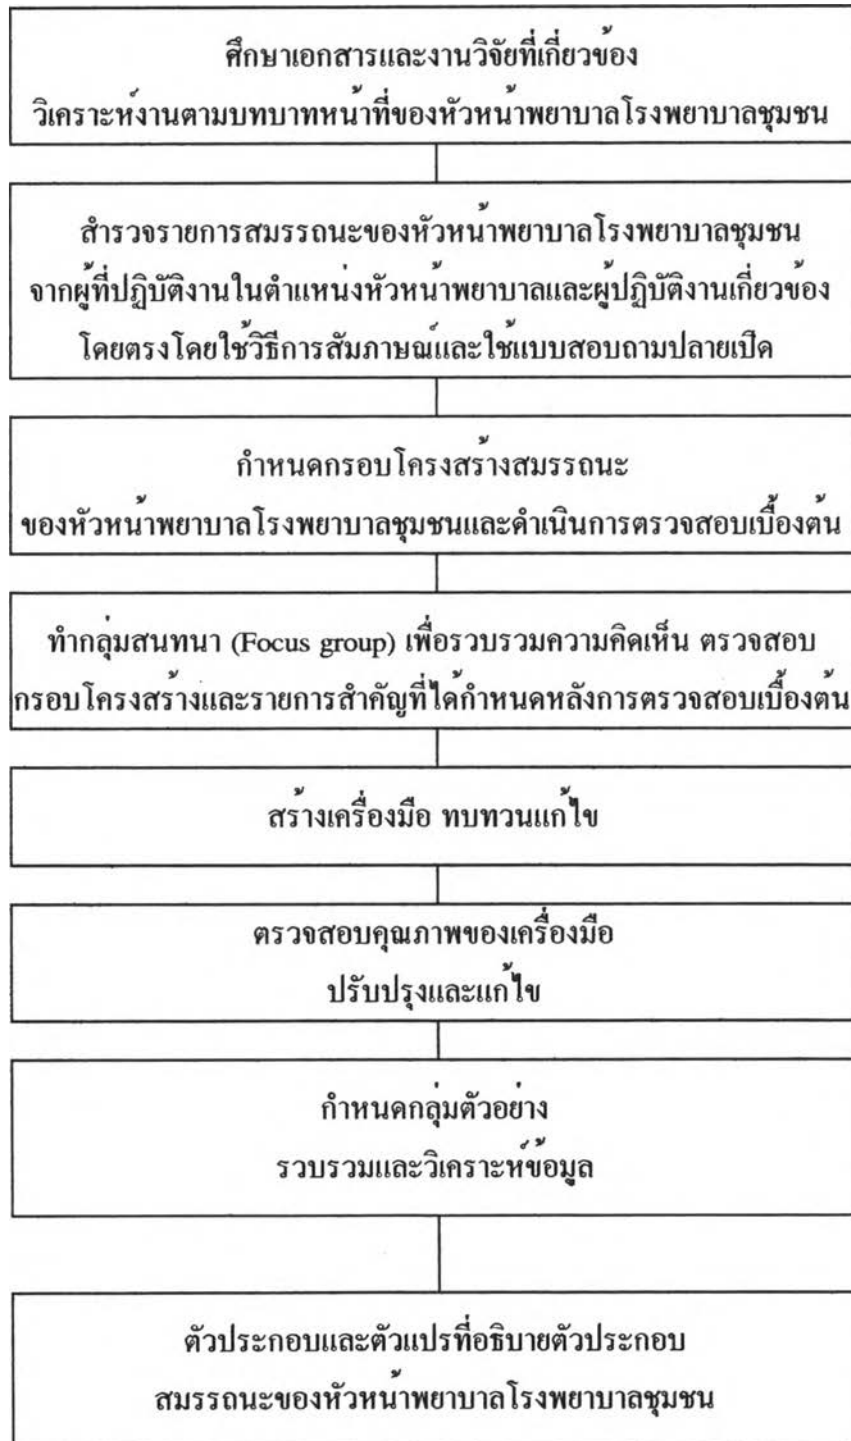 ศึกษาเอกสารและงานวิจัยที่เกี่ยวข้อง
วิเคราะห์งานตามบทบาทหน้าที่ของหัวหน้าพยาบาลโรงพยาบาลชุมชน
สำรวจรายการสมรรถนะของหัวหน้าพยาบาลโรงพยาบาลชุมชน
จากผู้ที่ปฏิบัติงานในตำแหน่งหัวหน้าพยาบาลและผู้ปฏิบัติงานเกี่ยวข้อง
โดยตรงโดยใช้วิธีการสัมภาษณ์และใช้แบบสอบถามปลายเปิด
กำหนดกรอบโครงสร้างสมรรถนะ
ของหัวหน้าพยาบาลโรงพยาบาลชุมชนและดำเนินการตรวจสอบเบื้องต้น
ทำกลุ่มสนทนา (Focus group) เพื่อรวบรวมความคิดเห็น ตรวจสอบ
กรอบโครงสร้างและรายการสำคัญที่ได้กำหนดหลังการตรวจสอบเบื้องต้น
สร้างเครื่องมือ ทบทวนแก้ไข
ตรวจสอบคุณภาพของเครื่องมือ
ปรับปรุงและแก้ไข
กำหนดกลุ่มตัวอย่าง
รวบรวมและวิเคราะห์ข้อมูล
ตัวประกอบและตัวแปรที่อธิบายตัวประกอบ
สมรรถนะของหัวหน้าพยาบาลโรงพยาบาลชุมชน